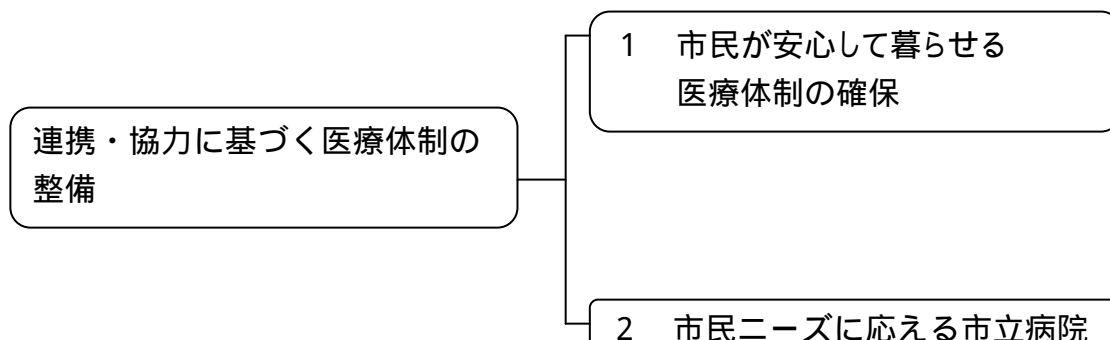 1 市民が安心して暮らせる
医療体制の確保
連携・協力に基づく医療体制の
整備
2 市民ニーズに応える市立病院